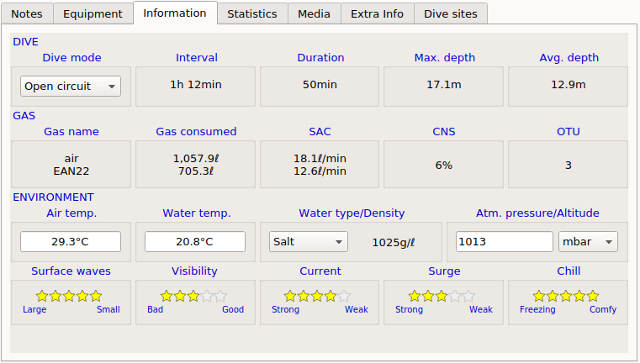 Notes Equipment Information Statistics Media Extra Info Dive sites
DIVE
Dive mode Interval Duration Max. depth Avg. depth
Open circuit 1h 12min 50min 17.1m 12.9m
GAS
Gas name Gas consumed SAC CNS OTU
air 1,057.9ℓ 18.1ℓ/min
EAN22 705.3ℓ 12.6ℓ/min
6% 3
ENVIRONMENT
Air temp. Water temp. Water type/Density Atm. pressure/Altitude
29.3°C 20.8°C Salt 1025g/ℓ 1013 mbar
Surface waves Visibility Current Surge Chill
Large Small Bad Good Strong Weak Strong Weak Freezing Comfy